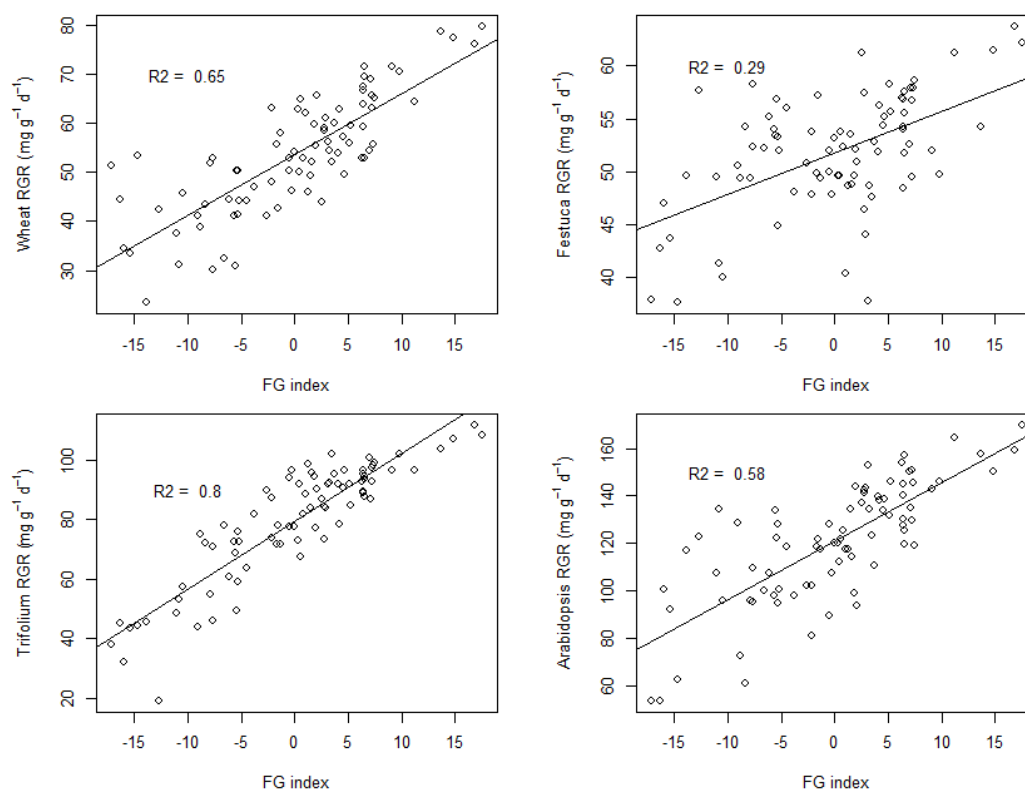 Wheat RGR (mg g⁻¹ d⁻¹)
80
70
60
50
40
30
R2 = 0.65
-15 -10 -5 0 5 10 15
FG index
Festuca RGR (mg g⁻¹ d⁻¹)
60
55
50
45
40
R2 = 0.29
-15 -10 -5 0 5 10 15
FG index
Trifolium RGR (mg g⁻¹ d⁻¹)
100
80
60
40
20
R2 = 0.8
-15 -10 -5 0 5 10 15
FG index
Arabidopsis RGR (mg g⁻¹ d⁻¹)
160
140
120
100
80
60
R2 = 0.58
-15 -10 -5 0 5 10 15
FG index